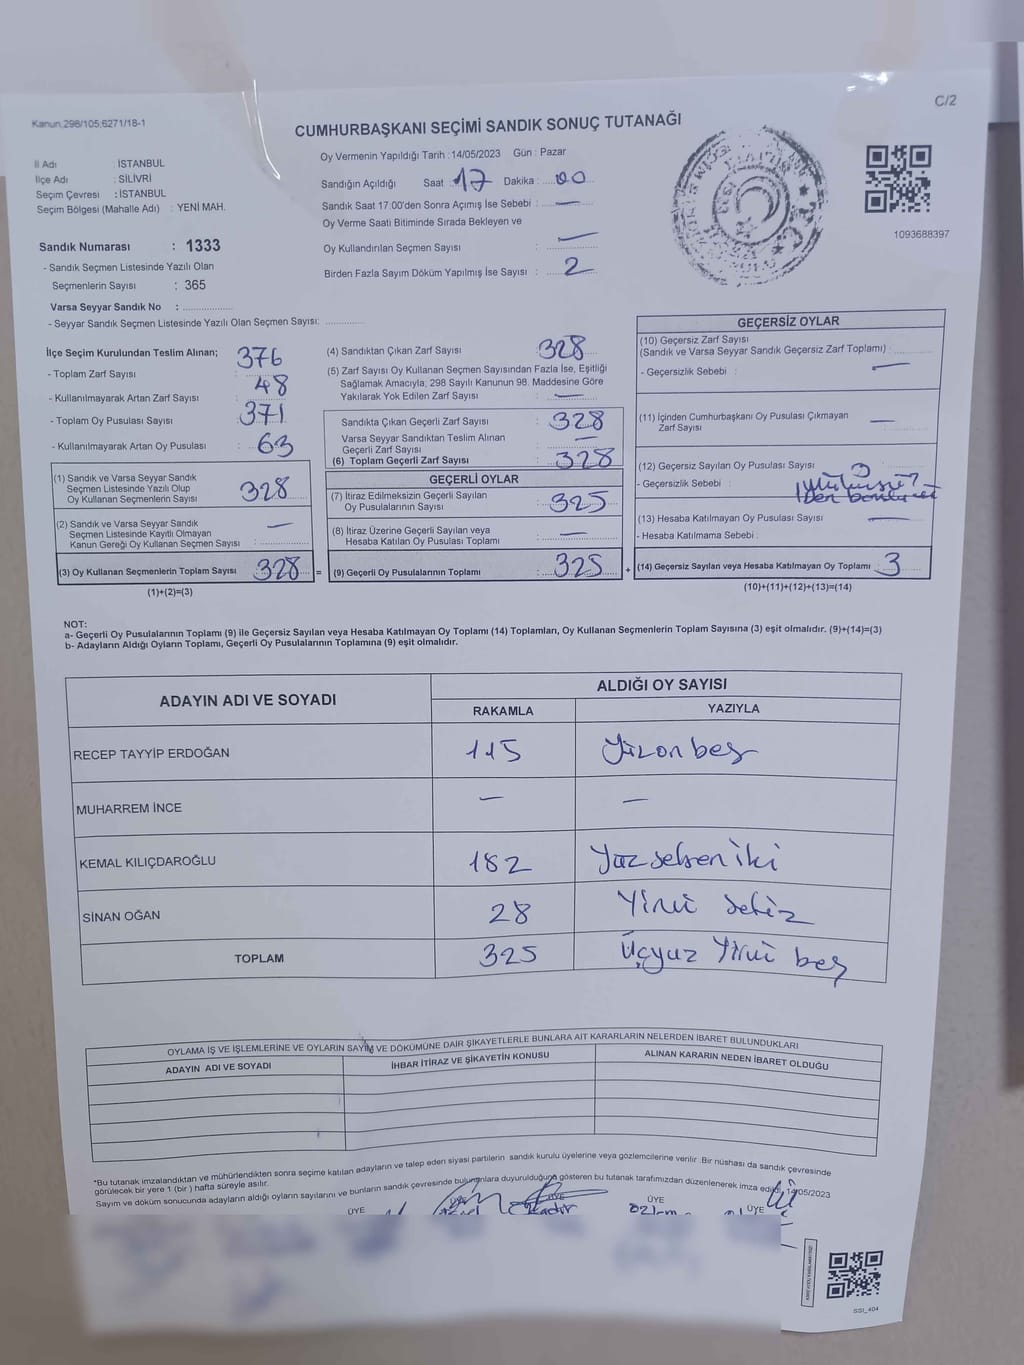 Kanun:298/105,6271/18-1
C/2
CUMHURBAŞKANI SEÇİMİ SANDIK SONUÇ TUTANAĞI
Oy Vermenin Yapıldığı Tarih : 14/05/2023 Gün : Pazar
İl Adı : İSTANBUL
İlçe Adı : SİLİVRİ
Seçim Çevresi : İSTANBUL
Seçim Bölgesi (Mahalle Adı) : YENİ MAH.
Sandık Numarası : 1333
- Sandık Seçmen Listesinde Yazılı Olan
Seçmenlerin Sayısı : 365
Varsa Seyyar Sandık No :
- Seyyar Sandık Seçmen Listesinde Yazılı Olan Seçmen Sayısı:
Sandığın Açıldığı Saat : 17 Dakika : 00
Sandık Saat 17:00'den Sonra Açımış İse Sebebi : —
Oy Verme Saati Bitiminde Sırada Bekleyen ve
Oy Kullandırılan Seçmen Sayısı : —
Birden Fazla Sayım Döküm Yapılmış İse Sayısı : 2
1093688397
İlçe Seçim Kurulundan Teslim Alınan;
- Toplam Zarf Sayısı 376
- Kullanılmayarak Artan Zarf Sayısı 48
- Toplam Oy Pusulası Sayısı : 371
- Kullanılmayarak Artan Oy Pusulası : 63
(1) Sandık ve Varsa Seyyar Sandık
Seçmen Listesinde Yazılı Olup
Oy Kullanan Seçmenlerin Sayısı 328
(2) Sandık ve Varsa Seyyar Sandık
Seçmen Listesinde Kayıtlı Olmayan
Kanun Gereği Oy Kullanan Seçmen Sayısı : —
(3) Oy Kullanan Seçmenlerin Toplam Sayısı 328 =
(1)+(2)=(3)
(4) Sandıktan Çıkan Zarf Sayısı : 328
(5) Zarf Sayısı Oy Kullanan Seçmen Sayısından Fazla İse, Eşitliği
Sağlamak Amacıyla, 298 Sayılı Kanunun 98. Maddesine Göre
Yakılarak Yok Edilen Zarf Sayısı : —
Sandıkta Çıkan Geçerli Zarf Sayısı : 328
Varsa Seyyar Sandıktan Teslim Alınan
Geçerli Zarf Sayısı : —
(6) Toplam Geçerli Zarf Sayısı : 328
GEÇERLİ OYLAR
(7) İtiraz Edilmeksizin Geçerli Sayılan
Oy Pusulalarının Sayısı : 325
(8) İtiraz Üzerine Geçerli Sayılan veya
Hesaba Katılan Oy Pusulası Toplamı : —
(9) Geçerli Oy Pusulalarının Toplamı : 325 +
GEÇERSİZ OYLAR
(10) Geçersiz Zarf Sayısı
(Sandık ve Varsa Seyyar Sandık Geçersiz Zarf Toplamı) :
- Geçersizlik Sebebi : —
(11) İçinden Cumhurbaşkanı Oy Pusulası Çıkmayan
Zarf Sayısı —
(12) Geçersiz Sayılan Oy Pusulası Sayısı : 3
- Geçersizlik Sebebi :
(13) Hesaba Katılmayan Oy Pusulası Sayısı : —
- Hesaba Katılmama Sebebi :
(14) Geçersiz Sayılan veya Hesaba Katılmayan Oy Toplamı : 3
(10)+(11)+(12)+(13)=(14)
NOT:
a- Geçerli Oy Pusulalarının Toplamı (9) ile Geçersiz Sayılan veya Hesaba Katılmayan Oy Toplamı (14) Toplamları, Oy Kullanan Seçmenlerin Toplam Sayısına (3) eşit olmalıdır. (9)+(14)=(3)
b- Adayların Aldığı Oyların Toplamı, Geçerli Oy Pusulalarının Toplamına (9) eşit olmalıdır.
ADAYIN ADI VE SOYADI
ALDIĞI OY SAYISI
RAKAMLA YAZIYLA
RECEP TAYYİP ERDOĞAN 115 Yüzon beş
MUHARREM İNCE — —
KEMAL KILIÇDAROĞLU 182 Yüz seksen iki
SİNAN OĞAN 28 Yirmi sekiz
TOPLAM 325 Üçyüz Yirmi beş
OYLAMA İŞ VE İŞLEMLERİNE VE OYLARIN SAYIM VE DÖKÜMÜNE DAİR ŞİKAYETLERLE BUNLARA AİT KARARLARIN NELERDEN İBARET BULUNDUKLARI
ADAYIN ADI VE SOYADI İHBAR İTİRAZ VE ŞİKAYETİN KONUSU ALINAN KARARIN NEDEN İBARET OLDUĞU
*Bu tutanak imzalandıktan ve mühürlendikten sonra seçime katılan adayların ve talep eden siyasi partilerin sandık kurulu üyelerine veya gözlemcilerine verilir. Bir nüshası da sandık çevresinde
görülecek bir yere 1 (bir) hafta süreyle asılır.
Sayım ve döküm sonucunda adayların aldığı oyların sayılarını ve bunların sandık çevresinde bulunanlara duyurulduğunu gösteren bu tutanak tarafımızdan düzenlenerek imza edildi. 14/05/2023
ÜYE ÜYE ÜYE ÜYE ÜYE
SSİ_404